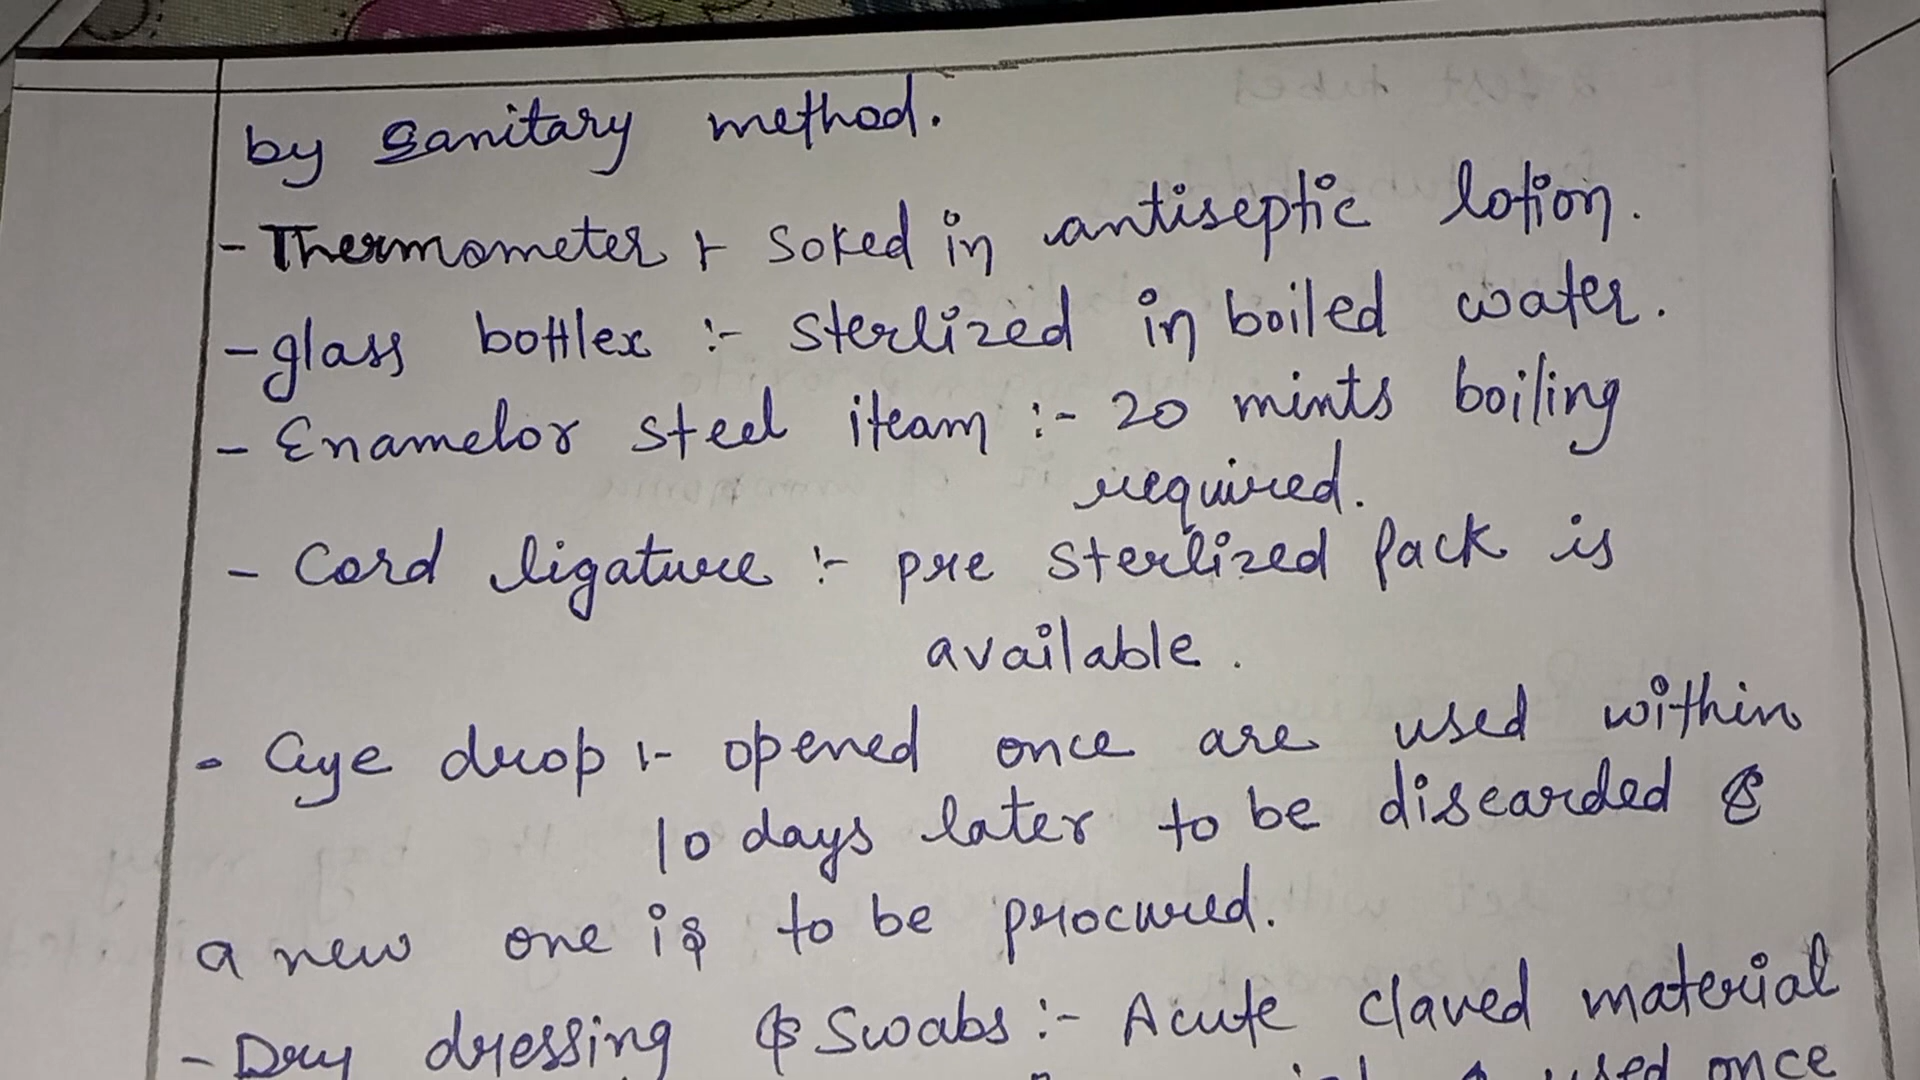 by sanitary method.
- Thermometer :- Soked in antiseptic lotion.
- glass bottles :- sterlized in boiled water.
- Enamelor steel iteam :- 20 mints boiling
required.
- Cord ligature :- pre sterlized pack is
available.
- eye drop :- opened once are used within
10 days later to be discarded &
a new one is to be procured.
- Dry dressing & Swabs :- Acute claved material
used once